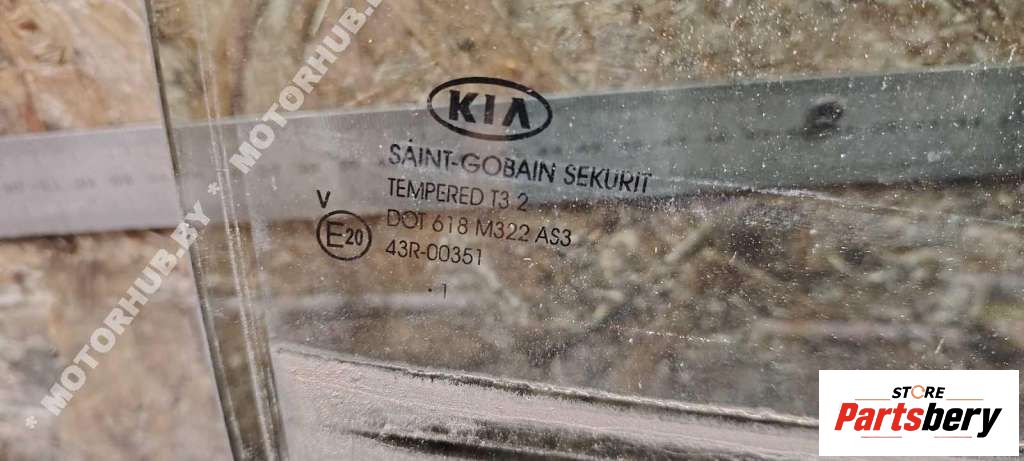 KIA
SAINT-GOBAIN SEKURIT
TEMPERED T3 2
DOT 618 M322 AS3
43R-00351
V
E20
· 1
* MOTORHUB.BY * MOTORHUB.BY
STORE
Partsbery